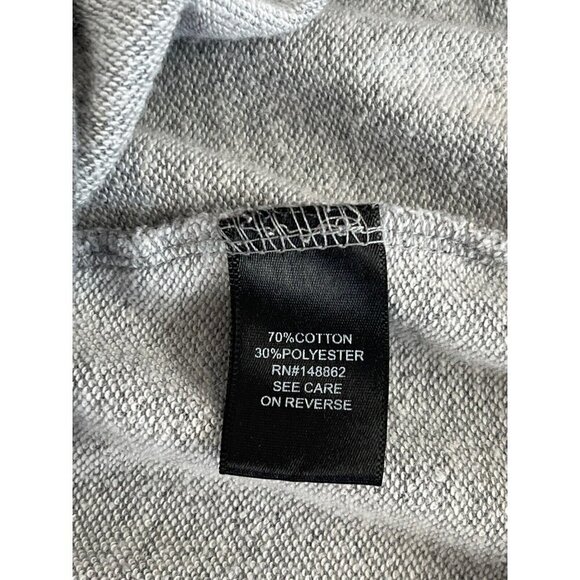 70%COTTON
30%POLYESTER
RN#148862
SEE CARE
ON REVERSE